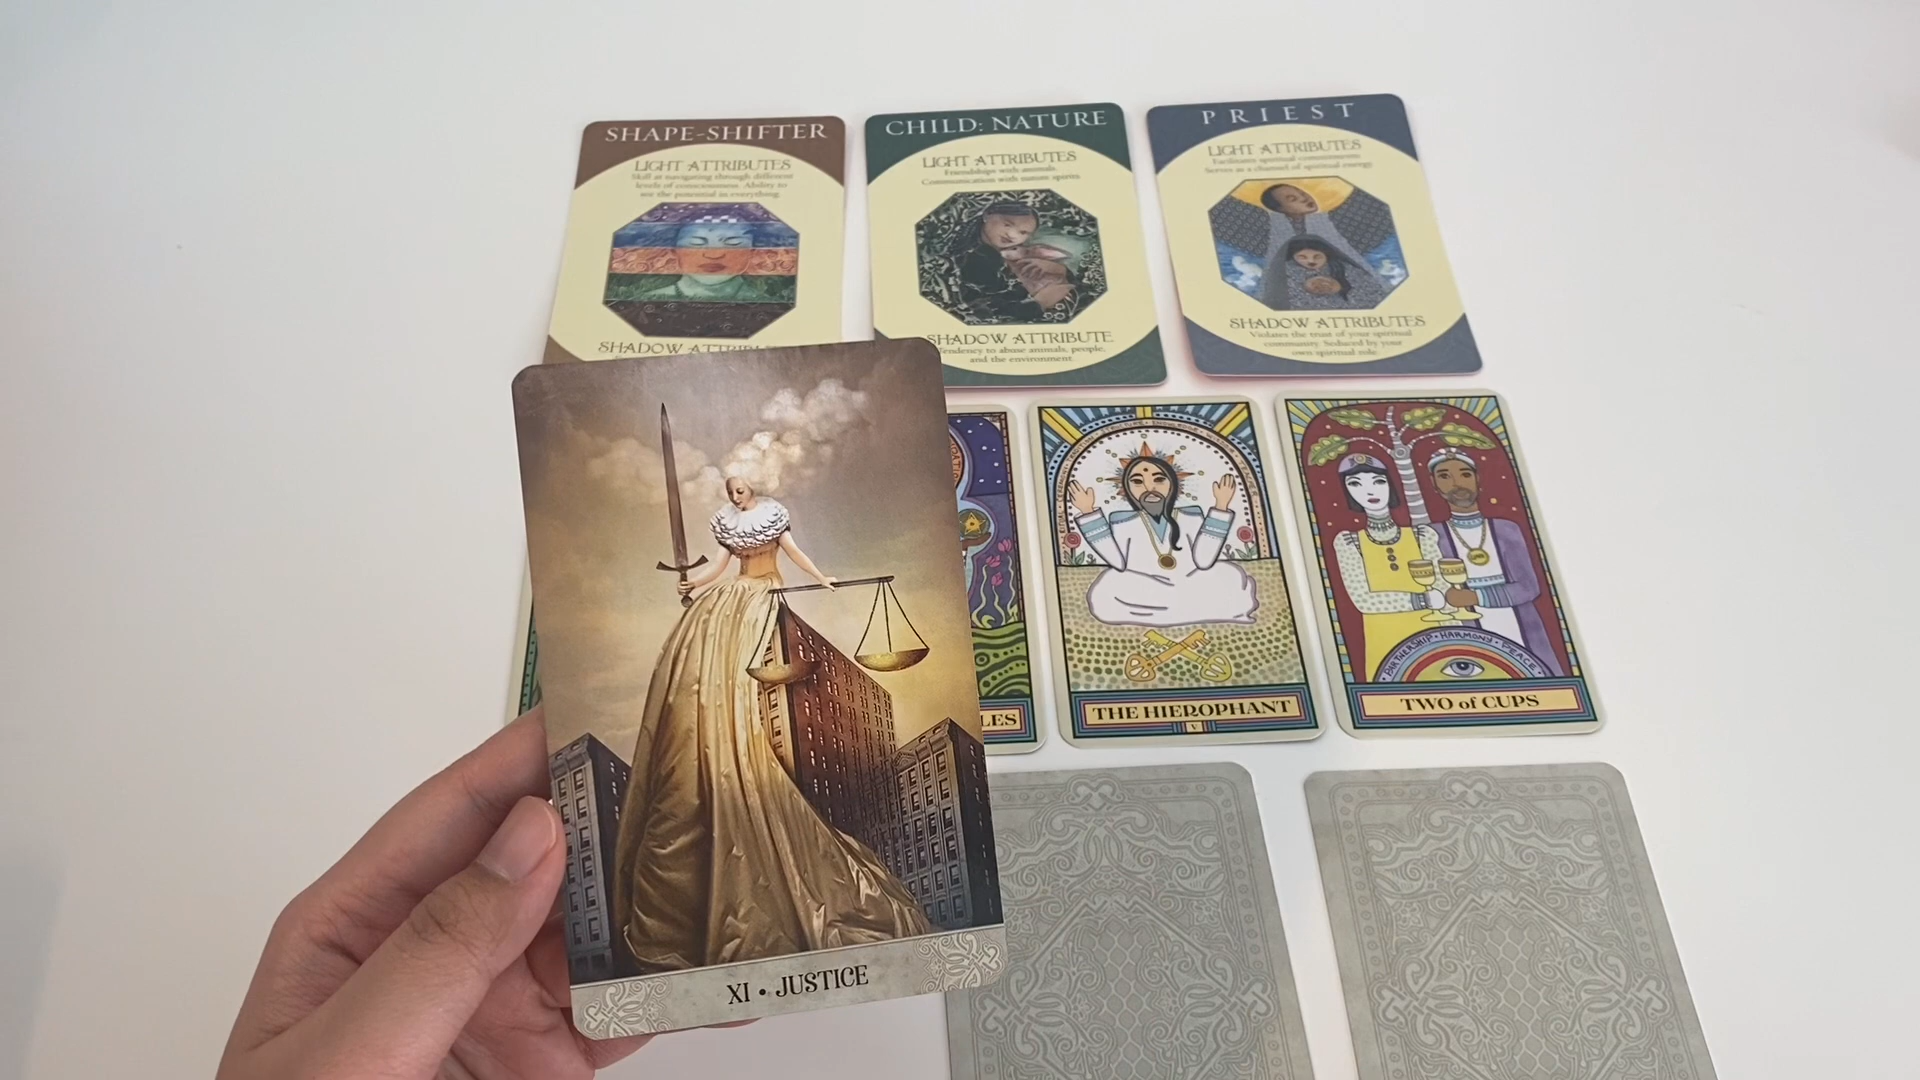 SHAPE-SHIFTER
LIGHT ATTRIBUTES
Skill at navigating through different
levels of consciousness. Ability to
see the potential in everything.
SHADOW
CHILD: NATURE
LIGHT ATTRIBUTES
Friendships with animals.
Communication with nature spirits.
SHADOW ATTRIBUTE
Tendency to abuse animals, people,
and the environment.
PRIEST
LIGHT ATTRIBUTES
Facilitates spiritual commitments.
Serves as a channel of spiritual energy.
SHADOW ATTRIBUTES
Violates the trust of your spiritual
community. Seduced by your
own spiritual role.
LES
THE HIEROPHANT
V
PARTNERSHIP • HARMONY • PEACE
TWO of CUPS
XI • JUSTICE